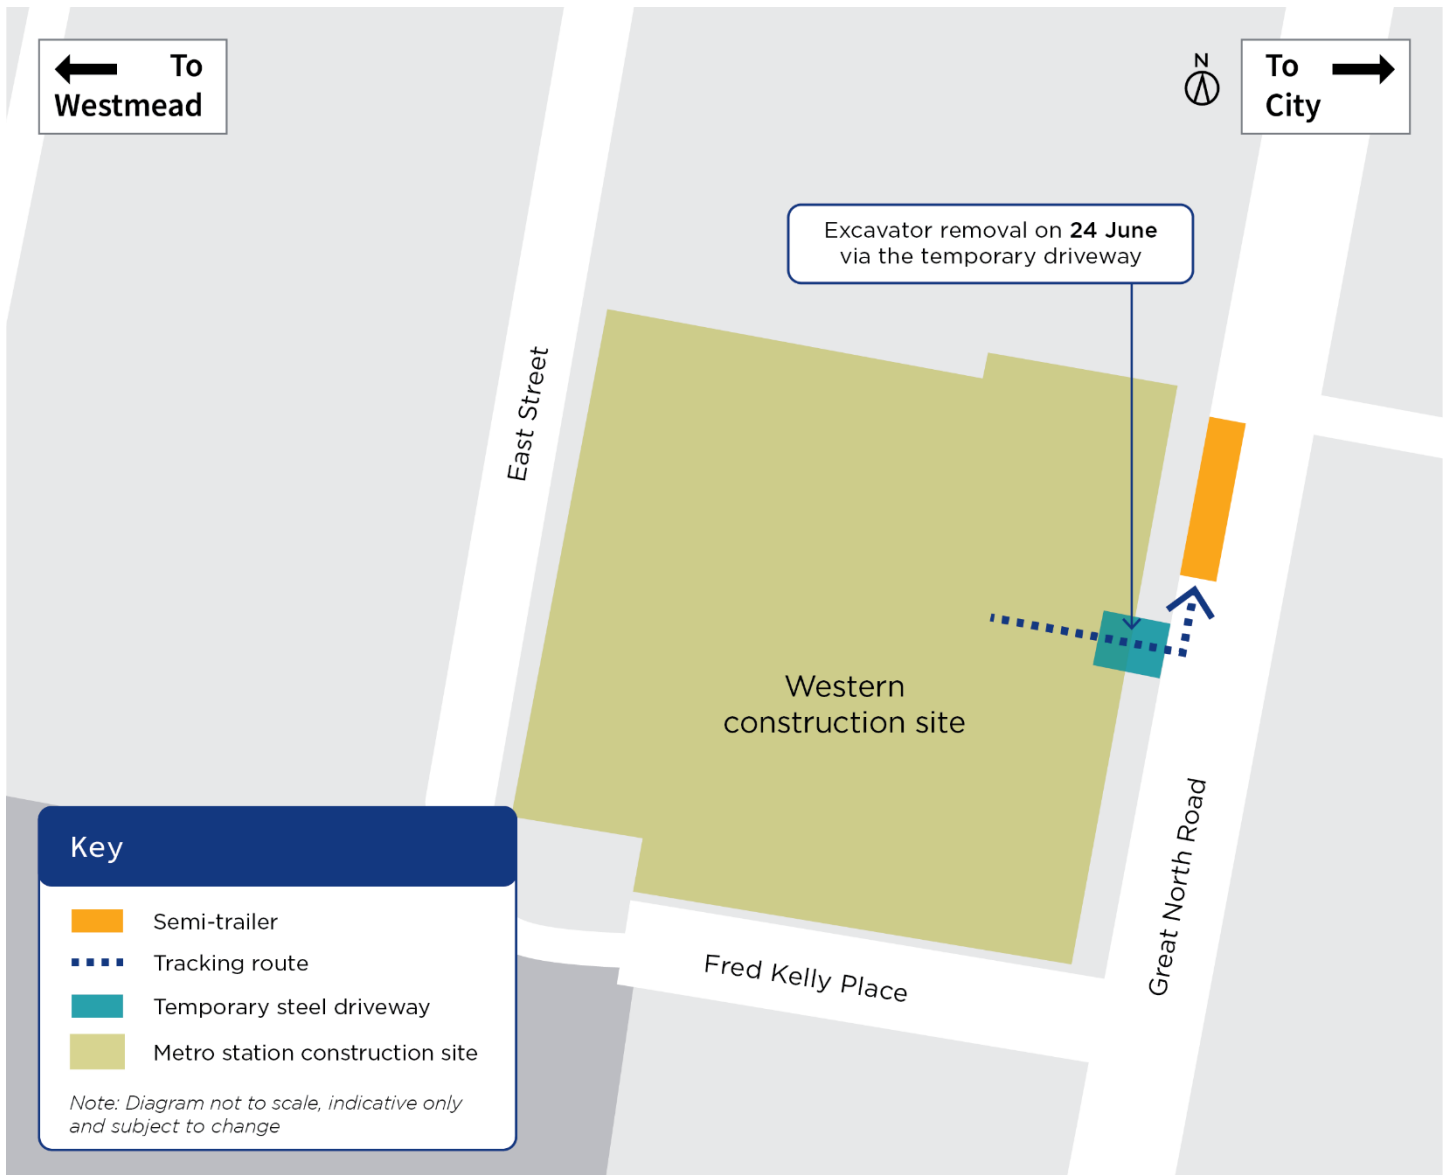 To
Westmead
N
To
City
Excavator removal on 24 June
via the temporary driveway
East Street
Western
construction site
Great North Road
Fred Kelly Place
Key
Semi-trailer
Tracking route
Temporary steel driveway
Metro station construction site
Note: Diagram not to scale, indicative only
and subject to change